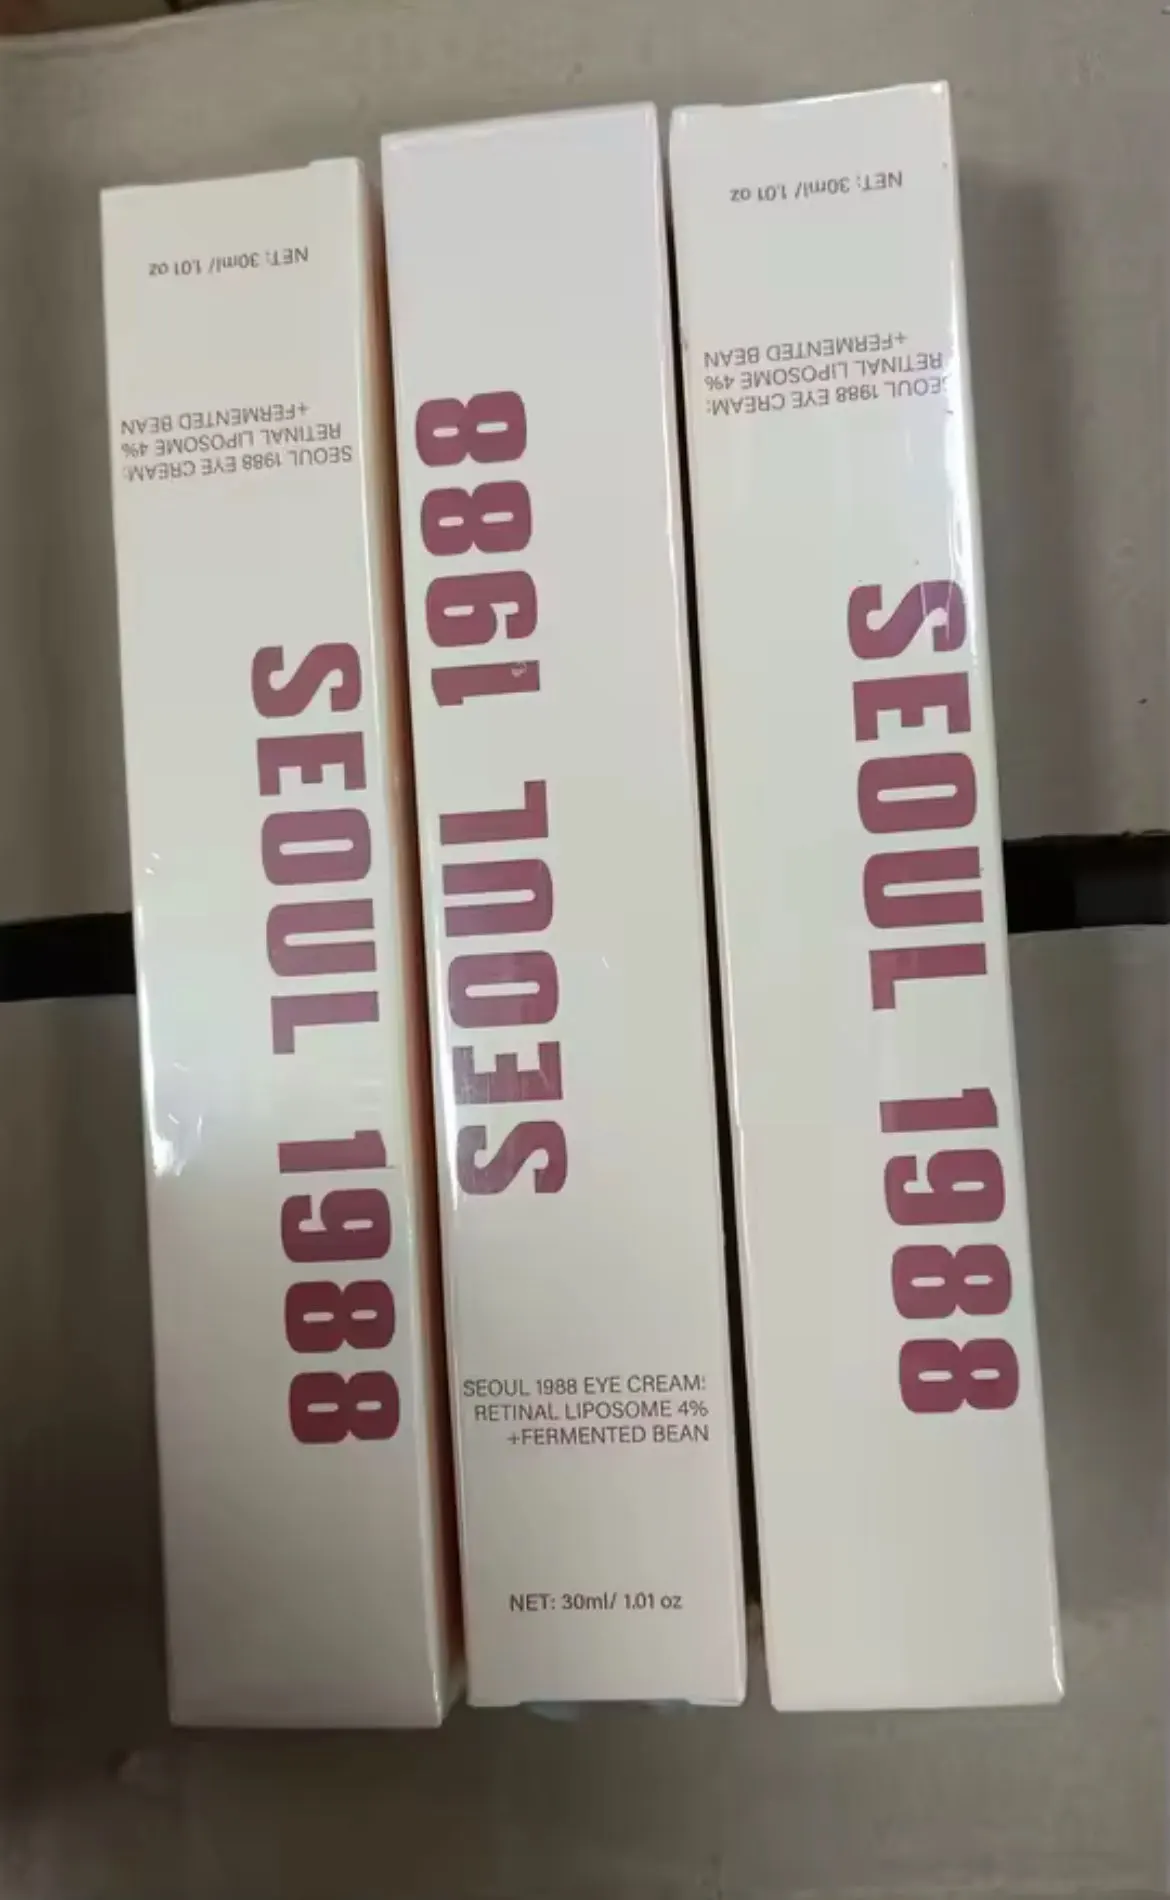 SEOUL 1988
SEOUL 1988 EYE CREAM:
RETINAL LIPOSOME 4%
+FERMENTED BEAN
NET: 30ml/ 1.01 oz
SEOUL 1988
SEOUL 1988 EYE CREAM:
RETINAL LIPOSOME 4%
+FERMENTED BEAN
NET: 30ml/ 1.01 oz
SEOUL 1988
SEOUL 1988 EYE CREAM:
RETINAL LIPOSOME 4%
+FERMENTED BEAN
NET: 30ml/ 1.01 oz